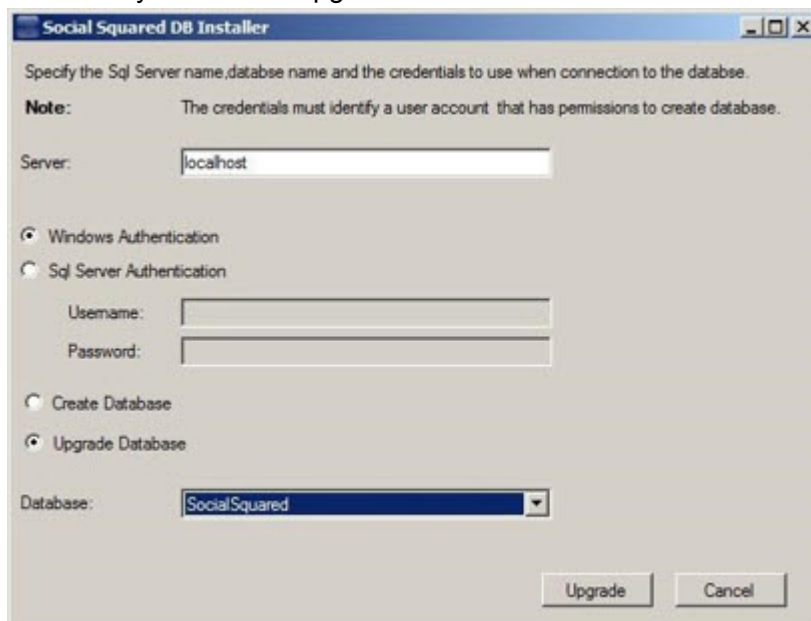 Social Squared DB Installer
Specify the Sql Server name,databse name and the credentials to use when connection to the databse.
Note: The credentials must identify a user account that has permissions to create database.
Server: localhost
Windows Authentication
Sql Server Authentication
Username:
Password:
Create Database
Upgrade Database
Database: SocialSquared
Upgrade Cancel